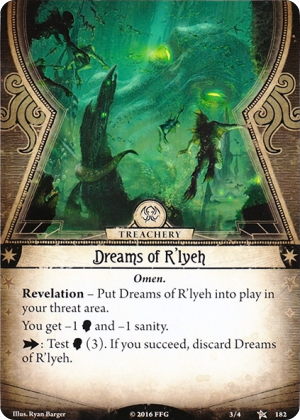 TREACHERY
Dreams of R'lyeh
Omen.
Revelation – Put Dreams of R'lyeh into play in
your threat area.
You get –1 and –1 sanity.
: Test (3). If you succeed, discard Dreams
of R'lyeh.
Illus. Ryan Barger © 2016 FFG 3/4 182